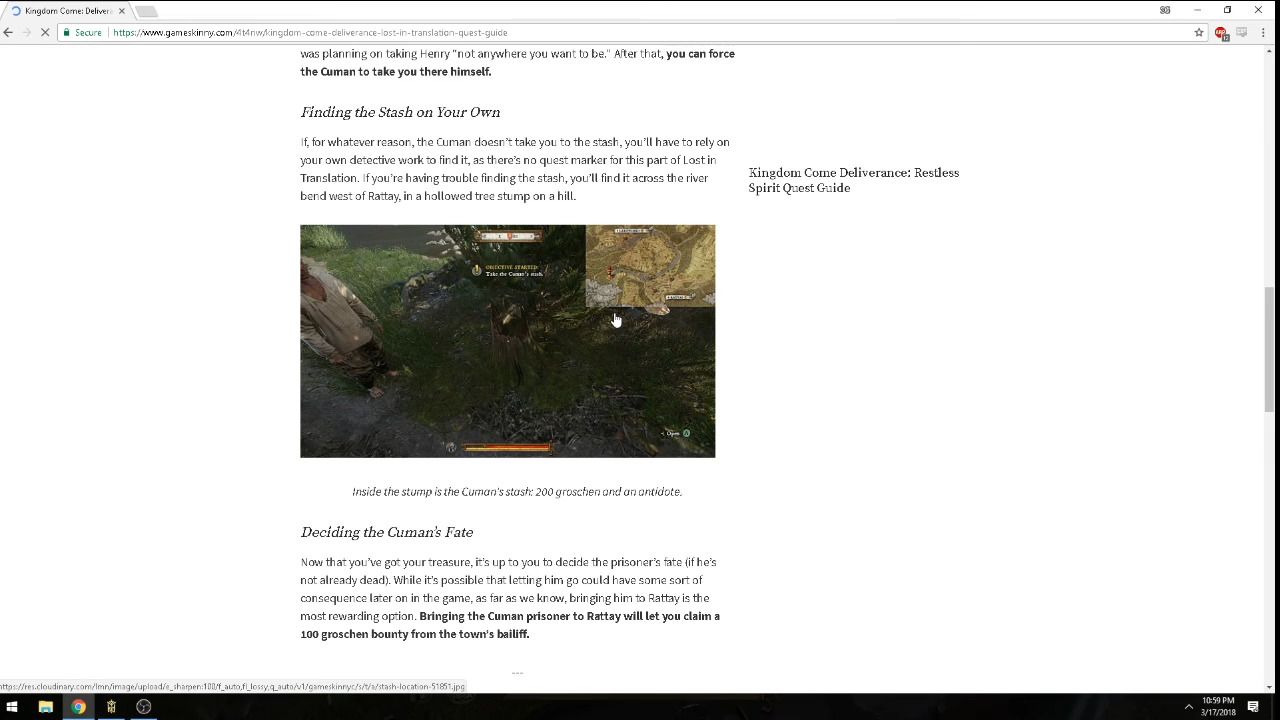 Kingdom Come: Deliver
SG
Secure
https://www.gameskinny.com/4t4nw/kingdom-come-deliverance-lost-in-translation-quest-guide
was planning on taking Henry "not anywhere you want to be." After that, you can force
the Cuman to take you there himself.
Finding the Stash on Your Own
If, for whatever reason, the Cuman doesn't take you to the stash, you'll have to rely on
your own detective work to find it, as there's no quest marker for this part of Lost in
Translation. If you're having trouble finding the stash, you'll find it across the river
bend west of Rattay, in a hollowed tree stump on a hill.
Kingdom Come Deliverance: Restless
Spirit Quest Guide
OBJECTIVE STARTED:
Take the Cuman's stash.
Open
Inside the stump is the Cuman's stash: 200 groschen and an antidote.
Deciding the Cuman's Fate
Now that you've got your treasure, it's up to you to decide the prisoner's fate (if he's
not already dead). While it's possible that letting him go could have some sort of
consequence later on in the game, as far as we know, bringing him to Rattay is the
most rewarding option. Bringing the Cuman prisoner to Rattay will let you claim a
100 groschen bounty from the town's bailiff.
---
https://res.cloudinary.com/lmn/image/upload/e_sharpen:100/f_auto,fl_lossy,q_auto/v1/gameskinnyc/s/t/a/stash-location-51851.jpg
10:59 PM
3/17/2018